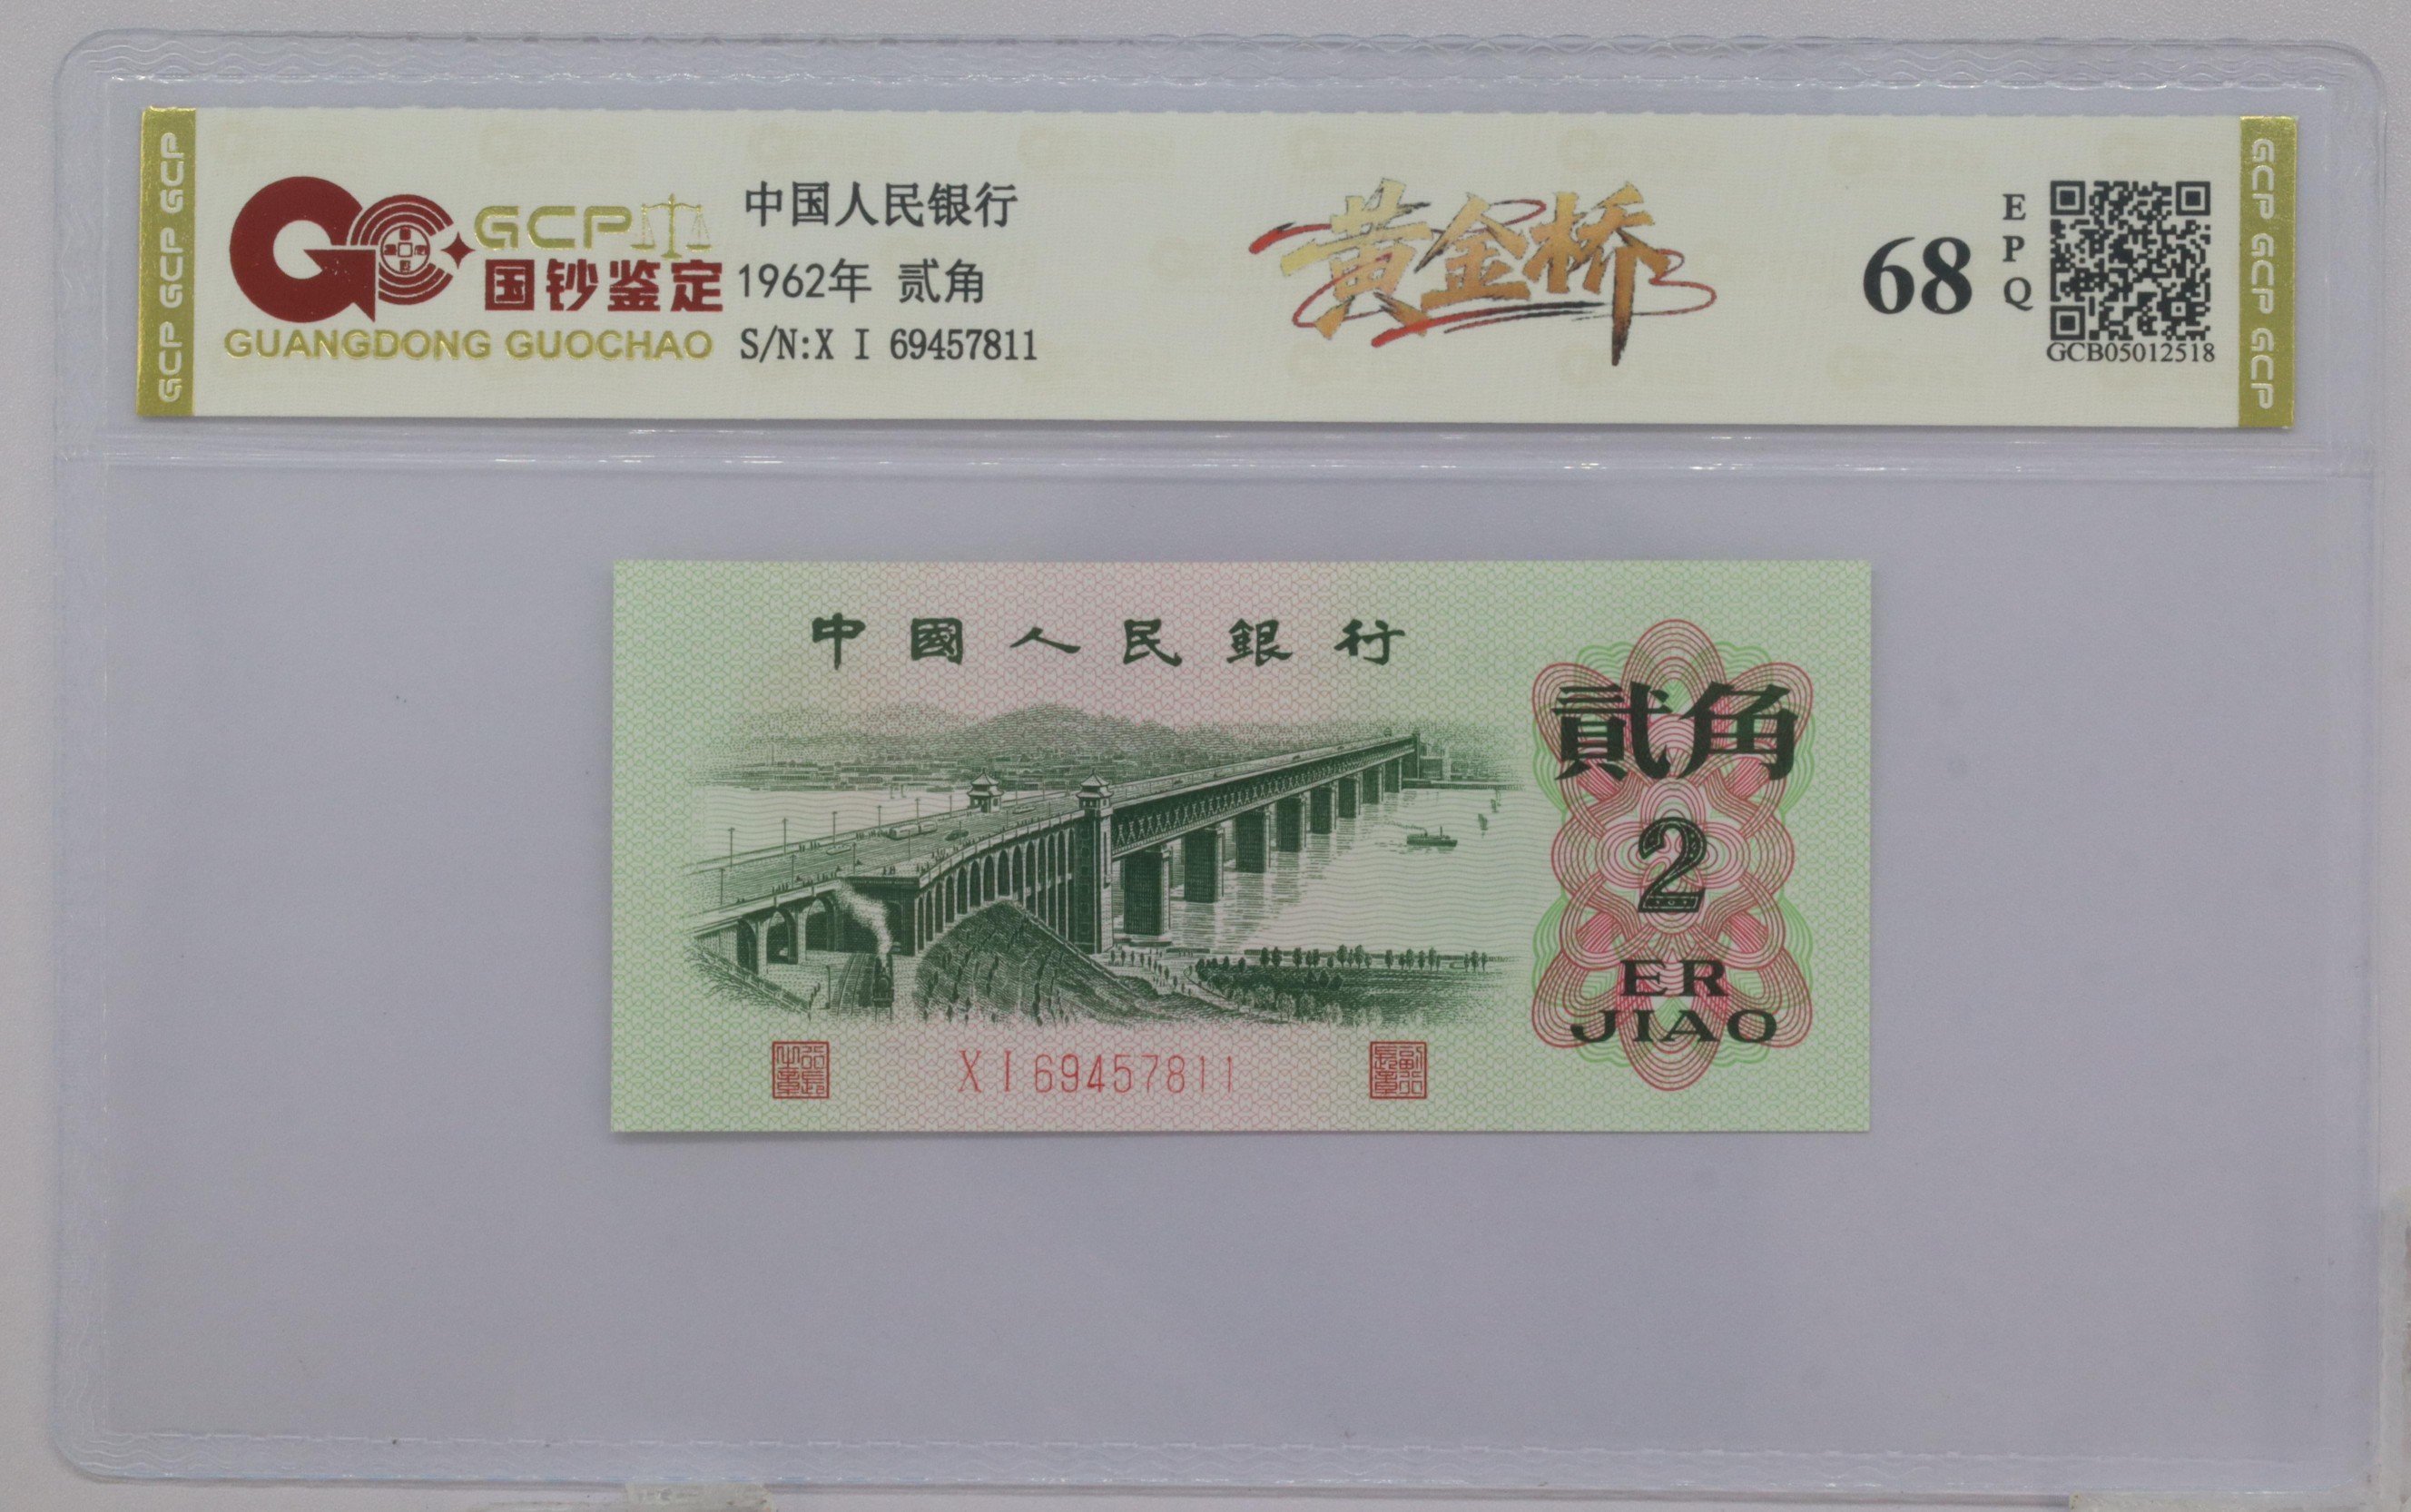 GCP GCP GCP
GCP
国钞鉴定
GUANGDONG GUOCHAO
中国人民银行
1962年 贰角
S/N:X I 69457811
黄金桥
68
EPQ
GCB05012518
GCP GCP GCP GCP
中國人民銀行
貳角
2
ER
JIAO
X I 69457811